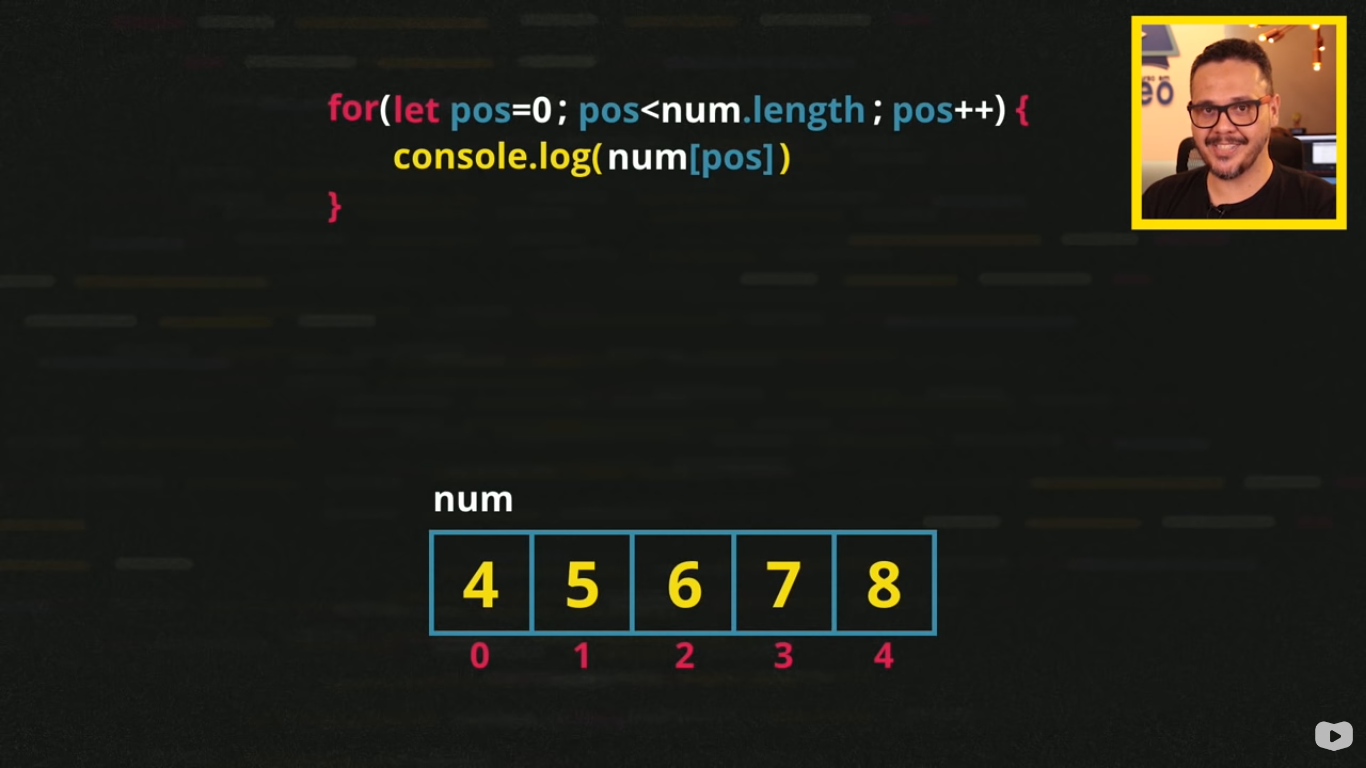 for(let pos=0; pos<num.length; pos++) {
console.log(num[pos])
}
num
4 5 6 7 8
0 1 2 3 4